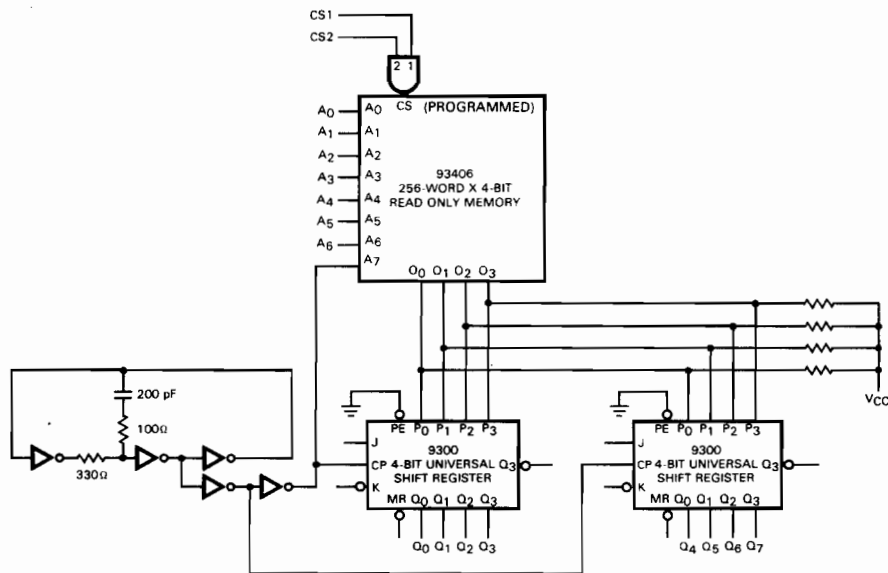 CS1
CS2
2 1
CS (PROGRAMMED)
A0 A0
A1 A1
A2 A2
A3 A3
A4 A4
A5 A5
A6 A6
A7
93406
256-WORD X 4-BIT
READ ONLY MEMORY
O0 O1 O2 O3
VCC
200 pF
100Ω
330Ω
PE P0 P1 P2 P3
J
9300
CP 4-BIT UNIVERSAL Q3
SHIFT REGISTER
K
MR Q0 Q1 Q2 Q3
Q0 Q1 Q2 Q3
PE P0 P1 P2 P3
J
9300
CP 4-BIT UNIVERSAL Q3
SHIFT REGISTER
K
MR Q0 Q1 Q2 Q3
Q4 Q5 Q6 Q7